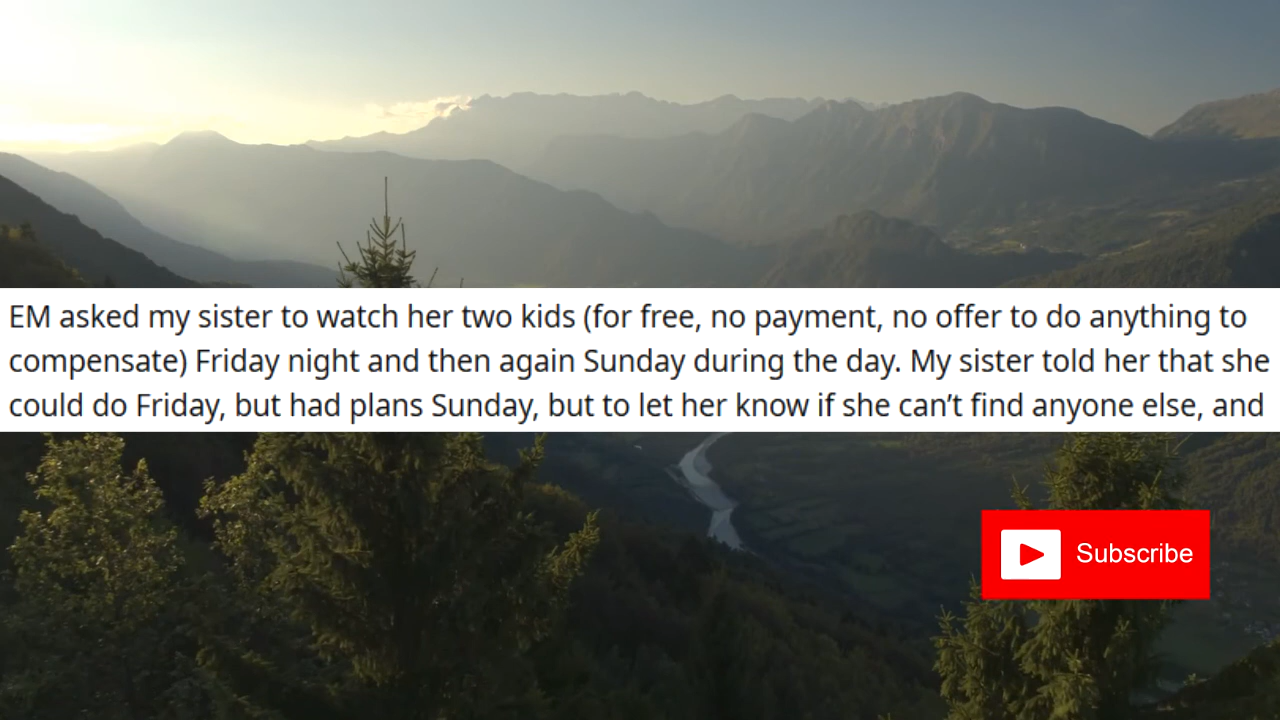 EM asked my sister to watch her two kids (for free, no payment, no offer to do anything to
compensate) Friday night and then again Sunday during the day. My sister told her that she
could do Friday, but had plans Sunday, but to let her know if she can’t find anyone else, and
Subscribe